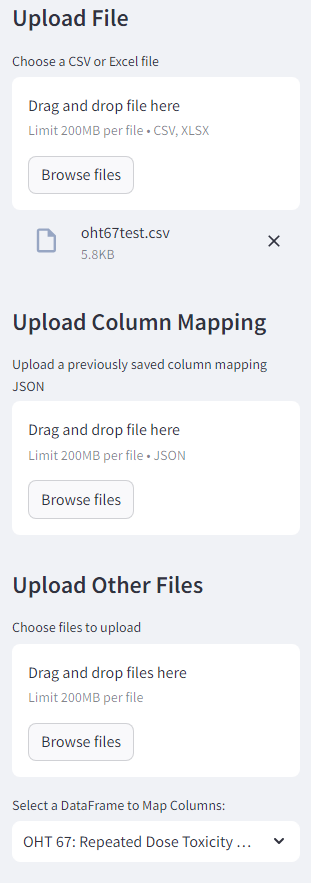 Upload File
Choose a CSV or Excel file
Drag and drop file here
Limit 200MB per file • CSV, XLSX
Browse files
oht67test.csv
5.8KB
Upload Column Mapping
Upload a previously saved column mapping
JSON
Drag and drop file here
Limit 200MB per file • JSON
Browse files
Upload Other Files
Choose files to upload
Drag and drop files here
Limit 200MB per file
Browse files
Select a DataFrame to Map Columns:
OHT 67: Repeated Dose Toxicity ...